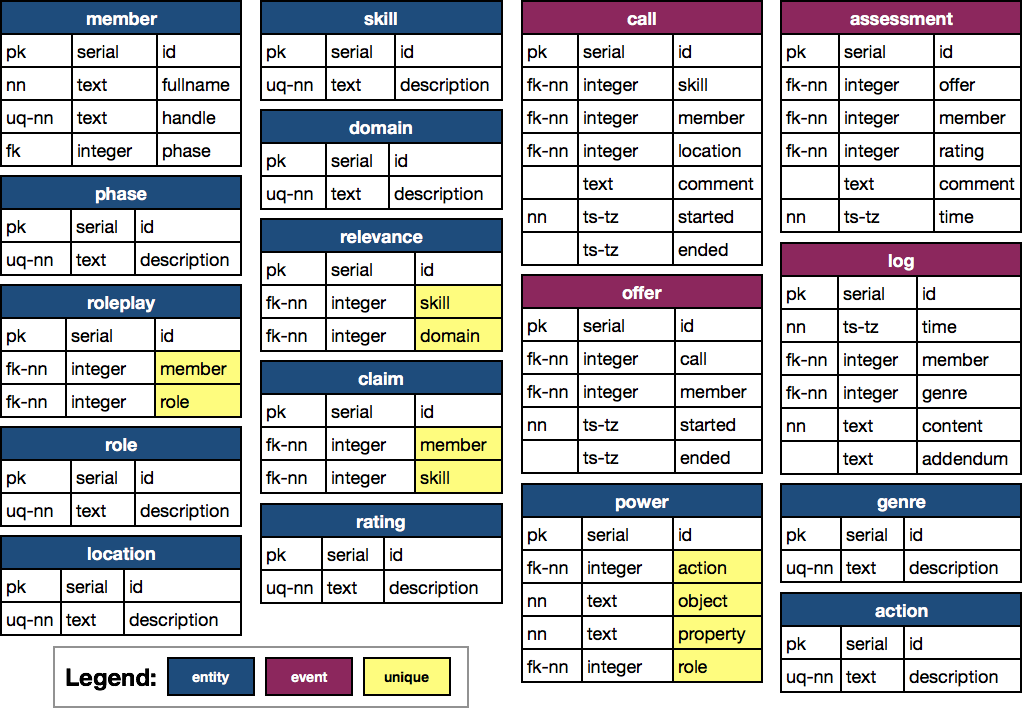 member
pk serial id
nn text fullname
uq-nn text handle
fk integer phase
phase
pk serial id
uq-nn text description
roleplay
pk serial id
fk-nn integer member
fk-nn integer role
role
pk serial id
uq-nn text description
location
pk serial id
uq-nn text description
skill
pk serial id
uq-nn text description
domain
pk serial id
uq-nn text description
relevance
pk serial id
fk-nn integer skill
fk-nn integer domain
claim
pk serial id
fk-nn integer member
fk-nn integer skill
rating
pk serial id
uq-nn text description
call
pk serial id
fk-nn integer skill
fk-nn integer member
fk-nn integer location
text comment
nn ts-tz started
ts-tz ended
offer
pk serial id
fk-nn integer call
fk-nn integer member
nn ts-tz started
ts-tz ended
power
pk serial id
fk-nn integer action
nn text object
nn text property
fk-nn integer role
assessment
pk serial id
fk-nn integer offer
fk-nn integer member
fk-nn integer rating
text comment
nn ts-tz time
log
pk serial id
nn ts-tz time
fk-nn integer member
fk-nn integer genre
nn text content
text addendum
genre
pk serial id
uq-nn text description
action
pk serial id
uq-nn text description
Legend: entity event unique